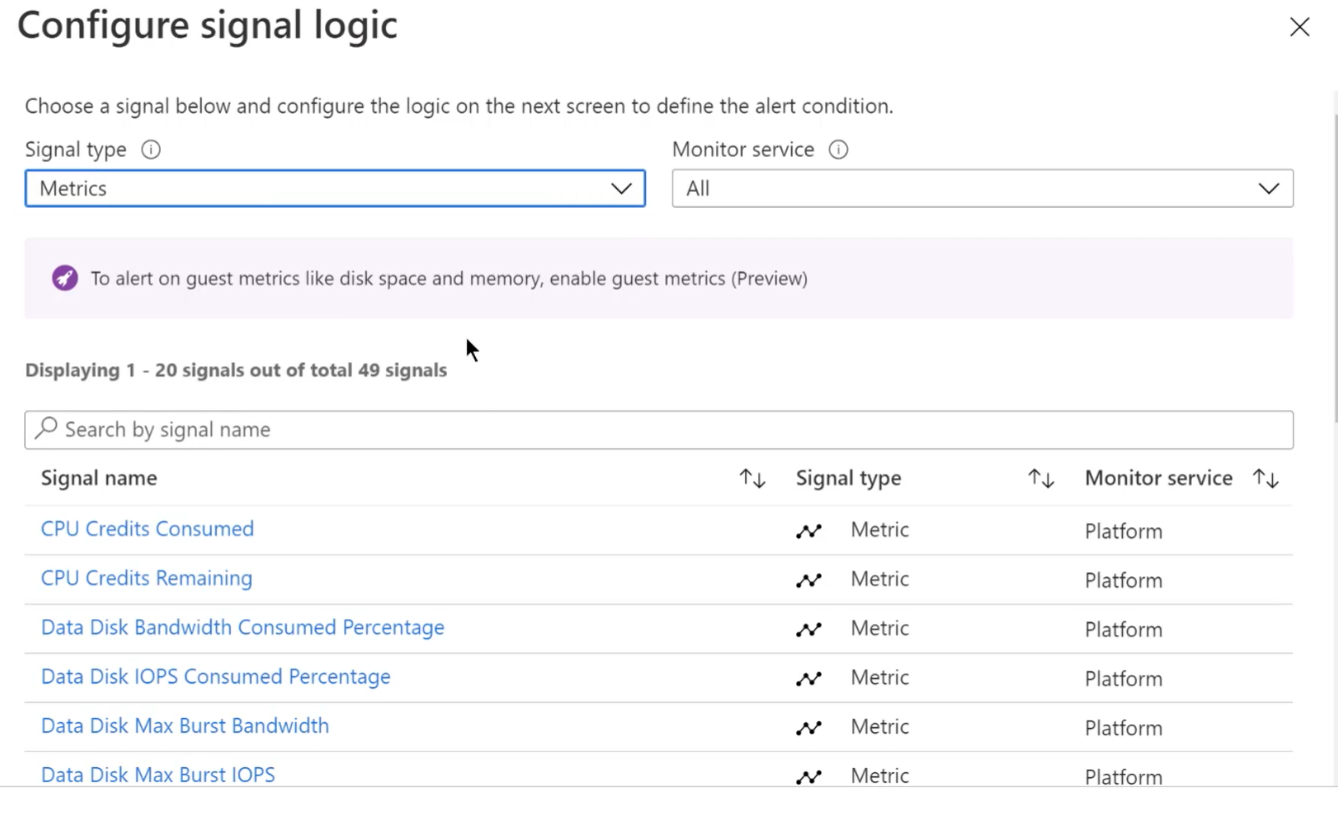 Configure signal logic
Choose a signal below and configure the logic on the next screen to define the alert condition.
Signal type Monitor service
Metrics All
To alert on guest metrics like disk space and memory, enable guest metrics (Preview)
Displaying 1 - 20 signals out of total 49 signals
Search by signal name
Signal name Signal type Monitor service
CPU Credits Consumed Metric Platform
CPU Credits Remaining Metric Platform
Data Disk Bandwidth Consumed Percentage Metric Platform
Data Disk IOPS Consumed Percentage Metric Platform
Data Disk Max Burst Bandwidth Metric Platform
Data Disk Max Burst IOPS Metric Platform